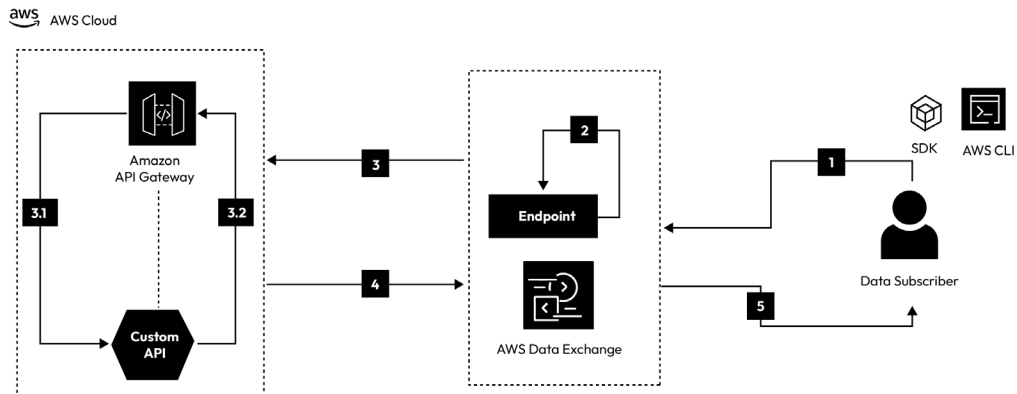 aws
AWS Cloud
Amazon
API Gateway
3.1
3.2
Custom
API
3
4
2
Endpoint
AWS Data Exchange
1
5
SDK
AWS CLI
Data Subscriber